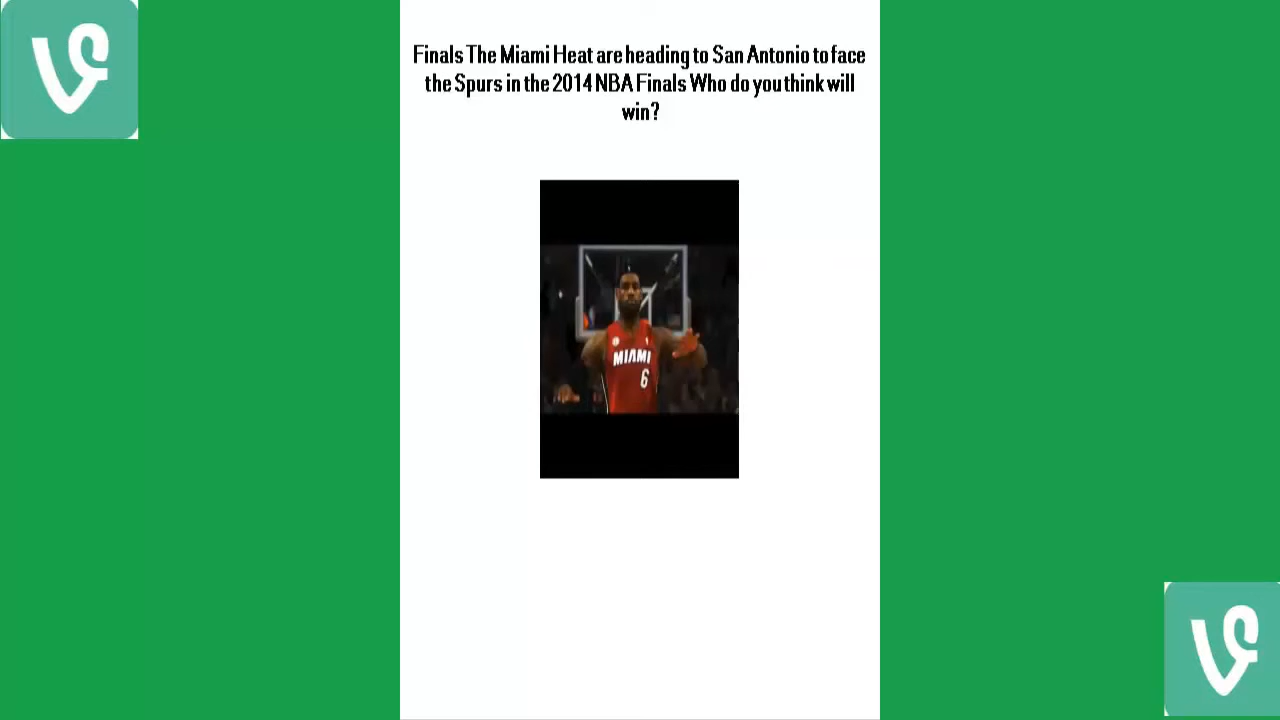 Finals The Miami Heat are heading to San Antonio to face
the Spurs in the 2014 NBA Finals Who do you think will
win?
MIAMI
6